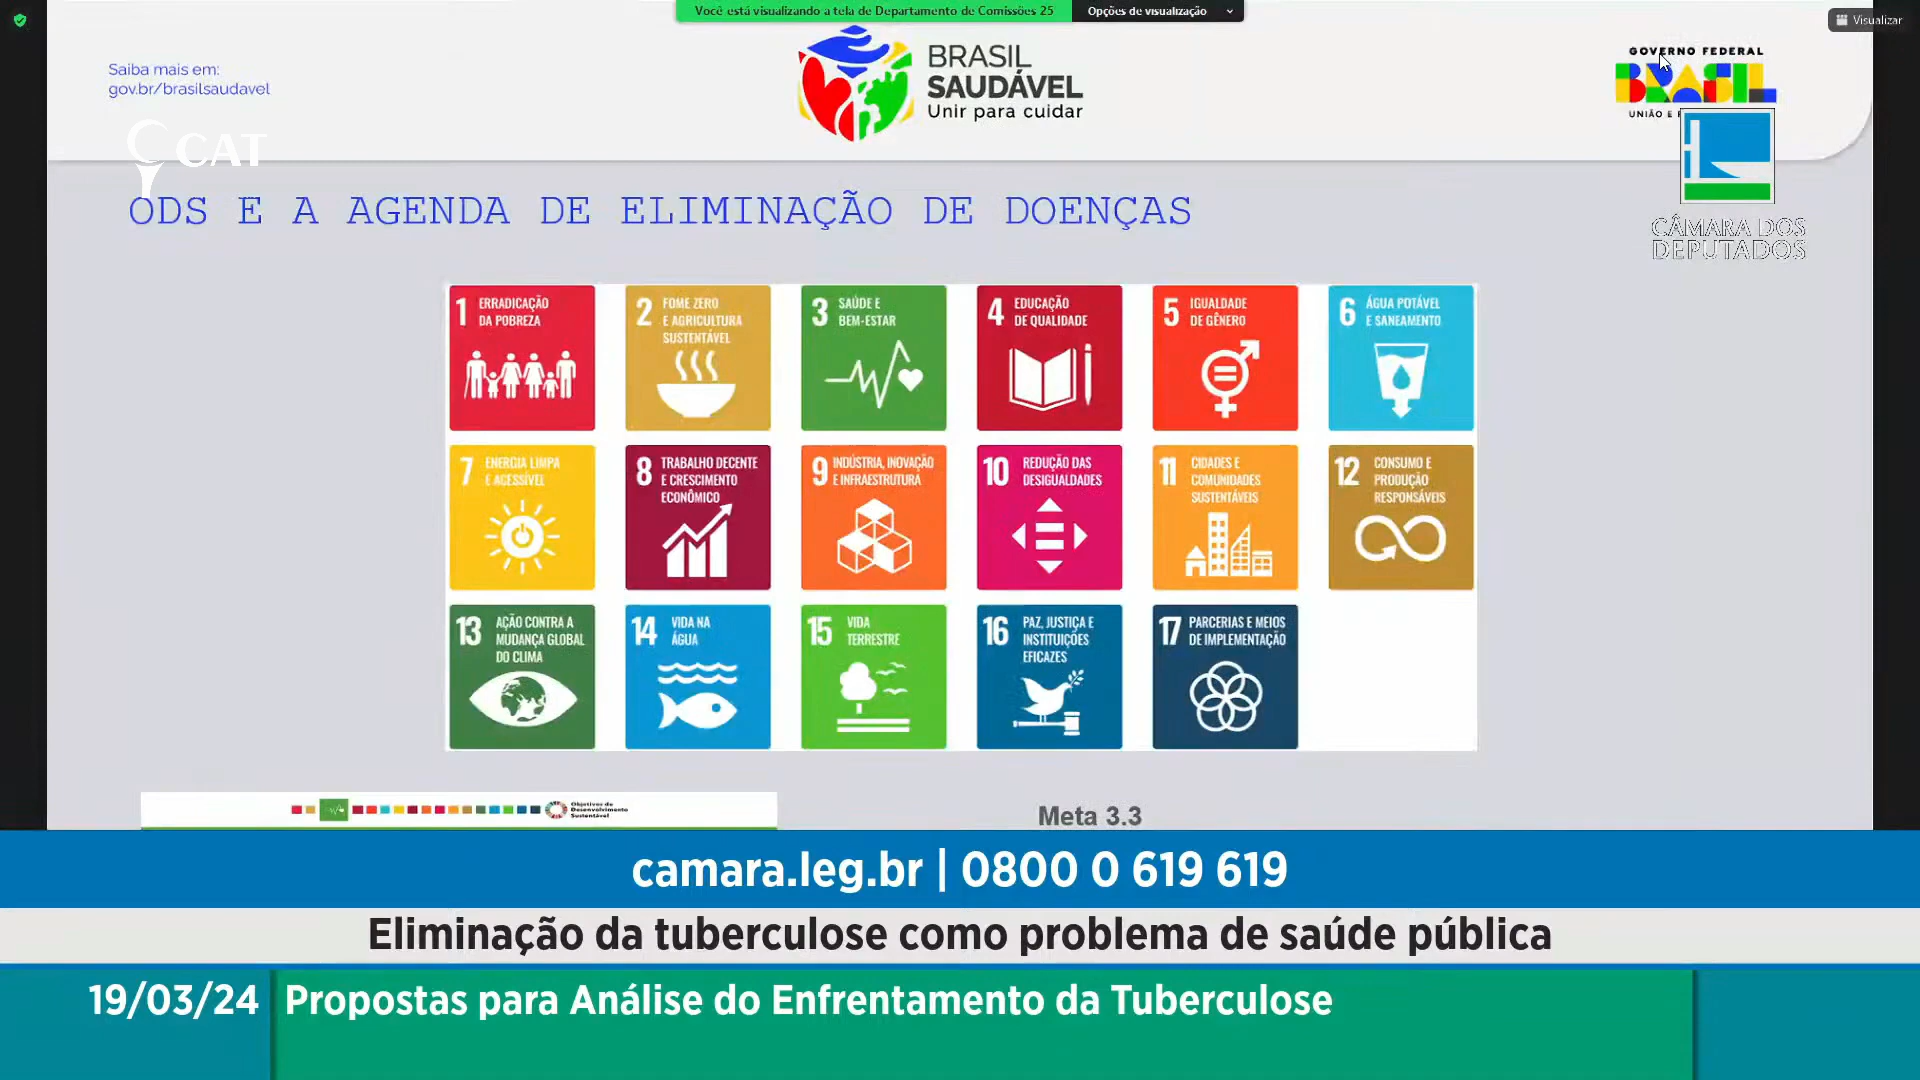 Você está visualizando a tela de Departamento de Comissões 25
Opções de visualização
Visualizar
Saiba mais em:
gov.br/brasilsaudavel
BRASIL
SAUDÁVEL
Unir para cuidar
GOVERNO FEDERAL
BRASIL
UNIÃO E
CAT
CÂMARA DOS
DEPUTADOS
ODS E A AGENDA DE ELIMINAÇÃO DE DOENÇAS
1 ERRADICAÇÃO
DA POBREZA
2 FOME ZERO
E AGRICULTURA
SUSTENTÁVEL
3 SAÚDE E
BEM-ESTAR
4 EDUCAÇÃO
DE QUALIDADE
5 IGUALDADE
DE GÊNERO
6 ÁGUA POTÁVEL
E SANEAMENTO
7 ENERGIA LIMPA
E ACESSÍVEL
8 TRABALHO DECENTE
E CRESCIMENTO
ECONÔMICO
9 INDÚSTRIA, INOVAÇÃO
E INFRAESTRUTURA
10 REDUÇÃO DAS
DESIGUALDADES
11 CIDADES E
COMUNIDADES
SUSTENTÁVEIS
12 CONSUMO E
PRODUÇÃO
RESPONSÁVEIS
13 AÇÃO CONTRA A
MUDANÇA GLOBAL
DO CLIMA
14 VIDA NA
ÁGUA
15 VIDA
TERRESTRE
16 PAZ, JUSTIÇA E
INSTITUIÇÕES
EFICAZES
17 PARCERIAS E MEIOS
DE IMPLEMENTAÇÃO
Objetivos de
Desenvolvimento
Sustentável
Meta 3.3
camara.leg.br | 0800 0 619 619
Eliminação da tuberculose como problema de saúde pública
19/03/24 Propostas para Análise do Enfrentamento da Tuberculose